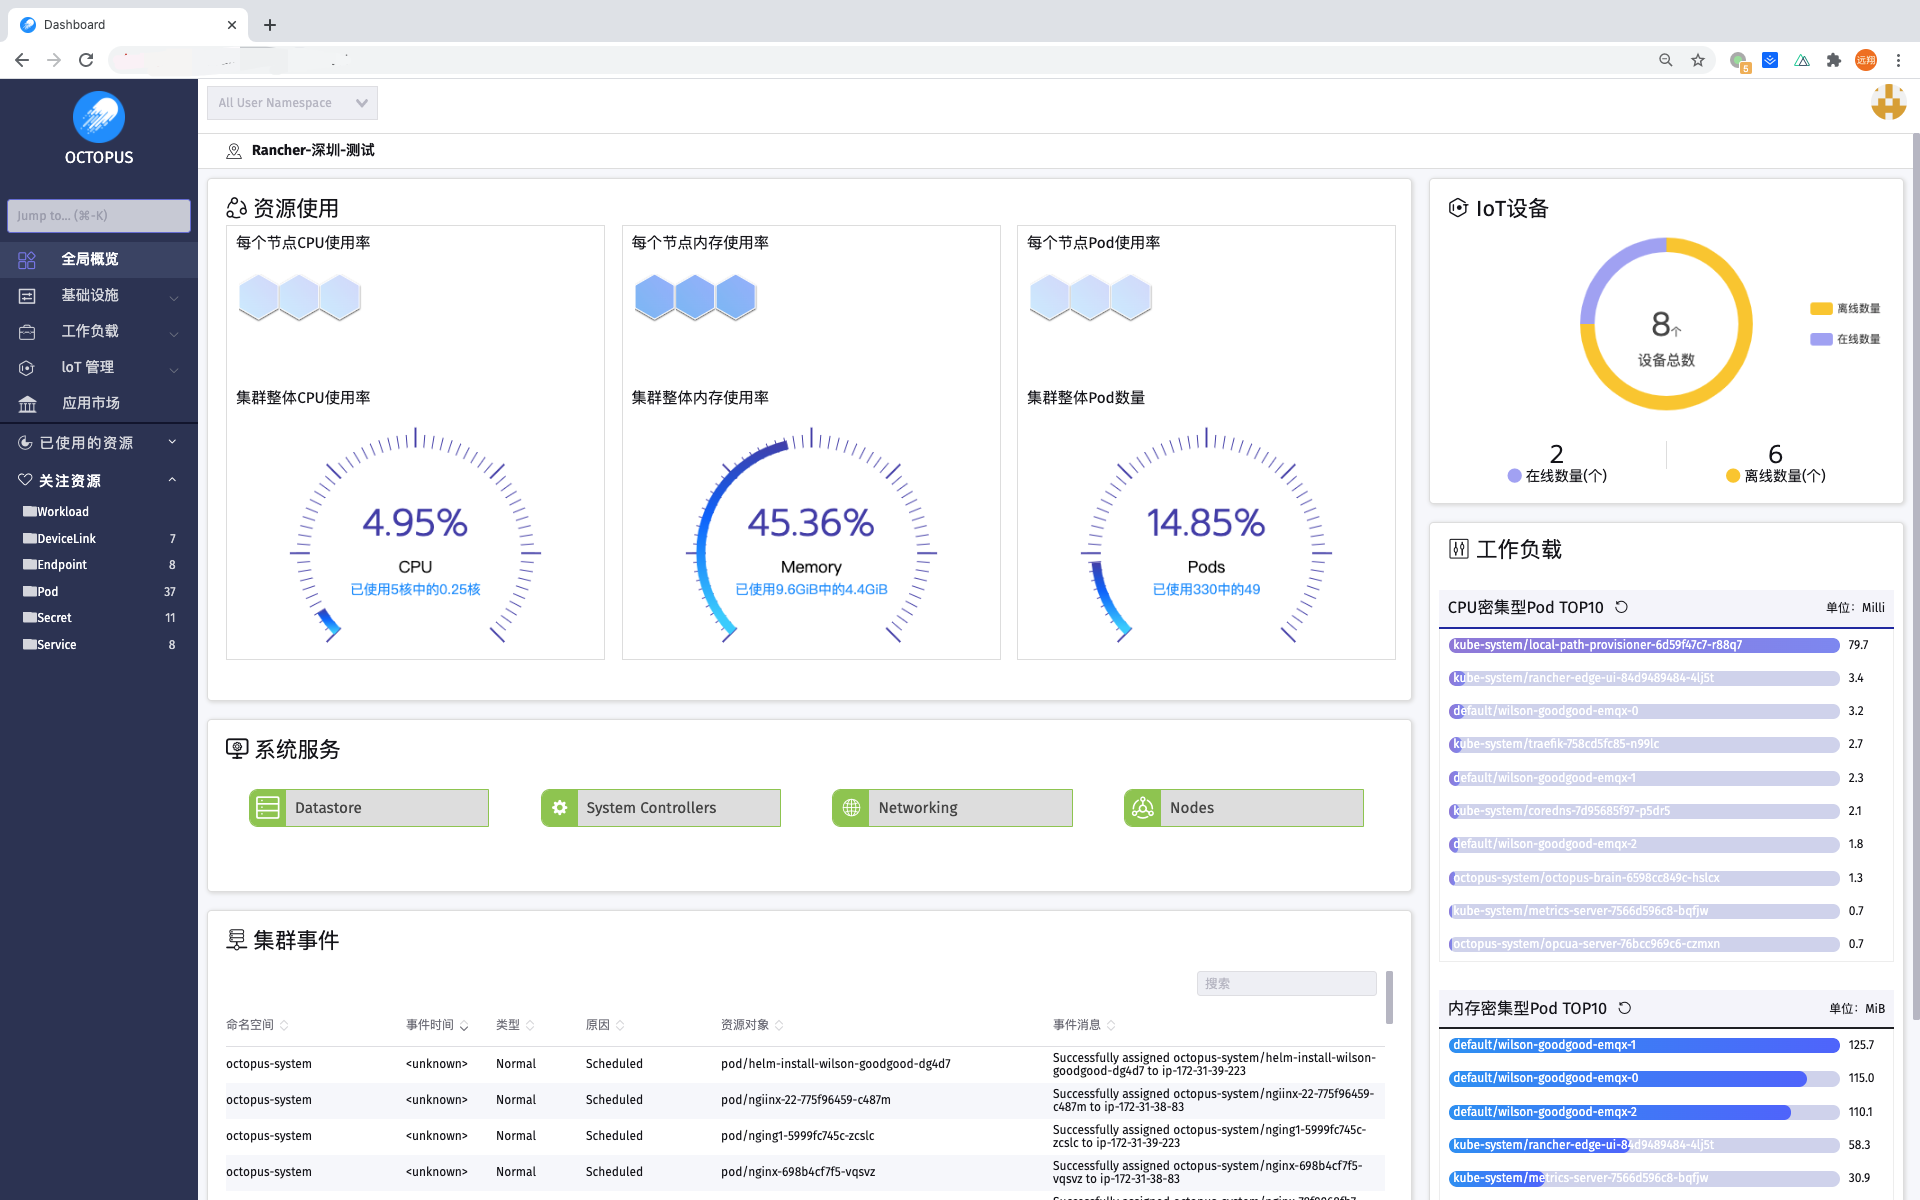 Dashboard
5
远翔
OCTOPUS
All User Namespace
Jump to... (⌘-K)
全局概览
基础设施
工作负载
IoT 管理
应用市场
已使用的资源
关注资源
Workload
DeviceLink 7
Endpoint 8
Pod 37
Secret 11
Service 8
Rancher-深圳-测试
资源使用
每个节点CPU使用率
每个节点内存使用率
每个节点Pod使用率
集群整体CPU使用率
集群整体内存使用率
集群整体Pod数量
4.95%
CPU
已使用5核中的0.25核
45.36%
Memory
已使用9.6GiB中的4.4GiB
14.85%
Pods
已使用330中的49
系统服务
Datastore
System Controllers
Networking
Nodes
集群事件
搜索
命名空间 事件时间 类型 原因 资源对象 事件消息
octopus-system <unknown> Normal Scheduled pod/helm-install-wilson-goodgood-dg4d7 Successfully assigned octopus-system/helm-install-wilson-
goodgood-dg4d7 to ip-172-31-39-223
octopus-system <unknown> Normal Scheduled pod/ngiinx-22-775f96459-c487m Successfully assigned octopus-system/ngiinx-22-775f96459-
c487m to ip-172-31-38-83
octopus-system <unknown> Normal Scheduled pod/nging1-5999fc745c-zcslc Successfully assigned octopus-system/nging1-5999fc745c-
zcslc to ip-172-31-39-223
octopus-system <unknown> Normal Scheduled pod/nginx-698b4cf7f5-vqsvz Successfully assigned octopus-system/nginx-698b4cf7f5-
vqsvz to ip-172-31-38-83
IoT设备
8个
设备总数
离线数量
在线数量
2
在线数量(个)
6
离线数量(个)
工作负载
CPU密集型Pod TOP10 单位：Milli
kube-system/local-path-provisioner-6d59f47c7-r88q7 79.7
kube-system/rancher-edge-ui-84d9489484-4lj5t 3.4
default/wilson-goodgood-emqx-0 3.2
kube-system/traefik-758cd5fc85-n99lc 2.7
default/wilson-goodgood-emqx-1 2.3
kube-system/coredns-7d95685f97-p5dr5 2.1
default/wilson-goodgood-emqx-2 1.8
octopus-system/octopus-brain-6598cc849c-hslcx 1.3
kube-system/metrics-server-7566d596c8-bqfjw 0.7
octopus-system/opcua-server-76bcc969c6-czmxn 0.7
内存密集型Pod TOP10 单位：MiB
default/wilson-goodgood-emqx-1 125.7
default/wilson-goodgood-emqx-0 115.0
default/wilson-goodgood-emqx-2 110.1
kube-system/rancher-edge-ui-84d9489484-4lj5t 58.3
kube-system/metrics-server-7566d596c8-bqfjw 30.9